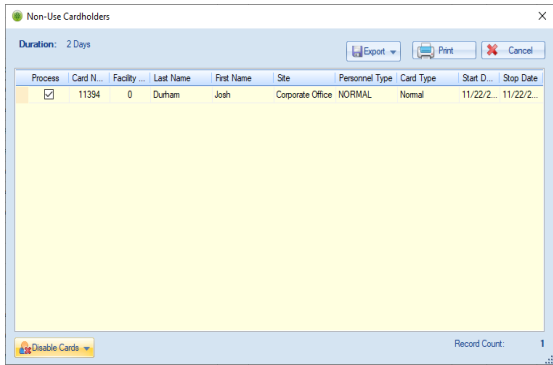 Non-Use Cardholders
Duration: 2 Days
Export
Print
Cancel
Process Card N... Facility ... Last Name First Name Site Personnel Type Card Type Start D... Stop Date
11394 0 Durham Josh Corporate Office NORMAL Normal 11/22/2... 11/22/2...
Disable Cards
Record Count: 1